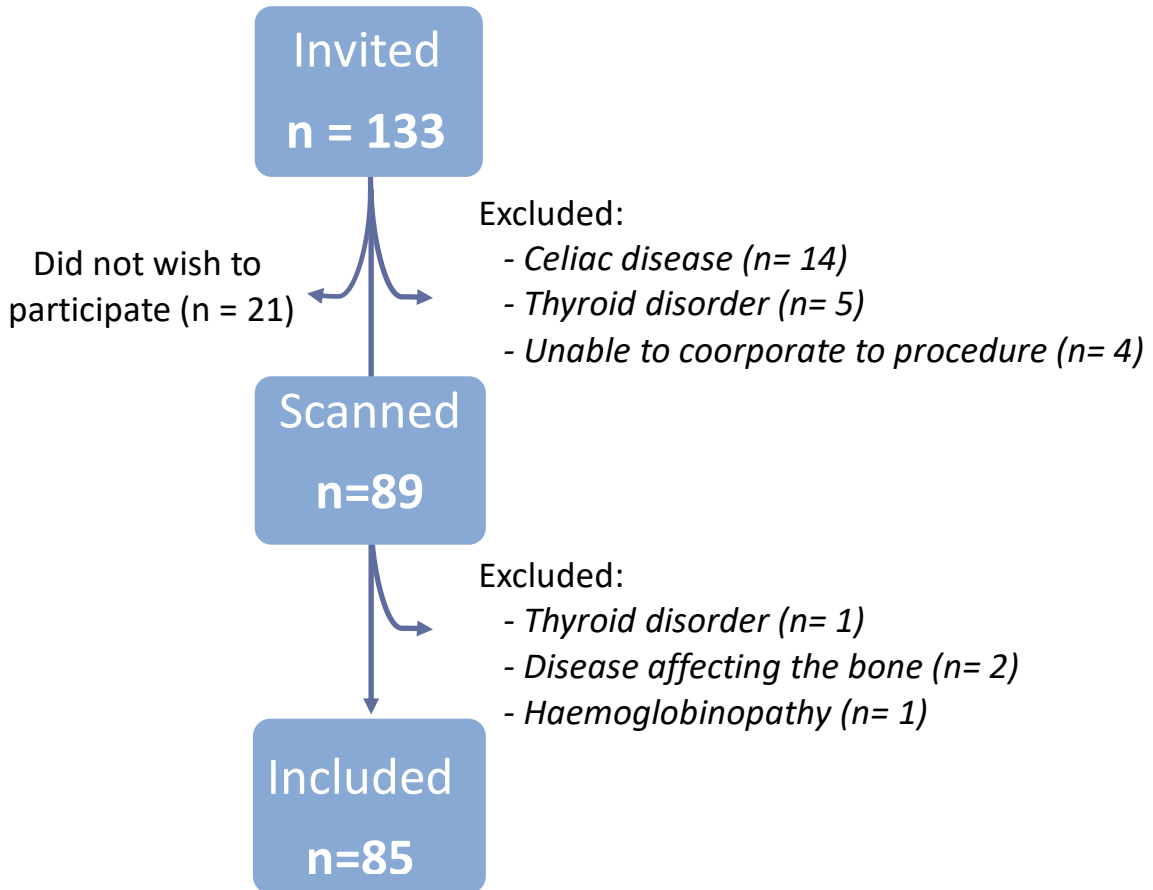 Invited
n = 133
Did not wish to
participate (n = 21)
Excluded:
- Celiac disease (n= 14)
- Thyroid disorder (n= 5)
- Unable to coorporate to procedure (n= 4)
Scanned
n=89
Excluded:
- Thyroid disorder (n= 1)
- Disease affecting the bone (n= 2)
- Haemoglobinopathy (n= 1)
Included
n=85